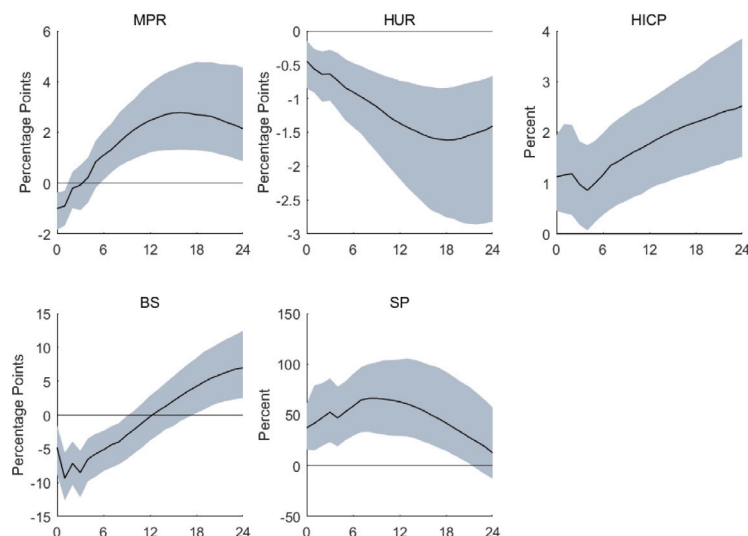 MPR
Percentage Points
6
4
2
0
-2
0 6 12 18 24
HUR
Percentage Points
0
-0.5
-1
-1.5
-2
-2.5
-3
0 6 12 18 24
HICP
Percent
4
3
2
1
0
0 6 12 18 24
BS
Percentage Points
15
10
5
0
-5
-10
-15
0 6 12 18 24
SP
Percent
150
100
50
0
-50
0 6 12 18 24